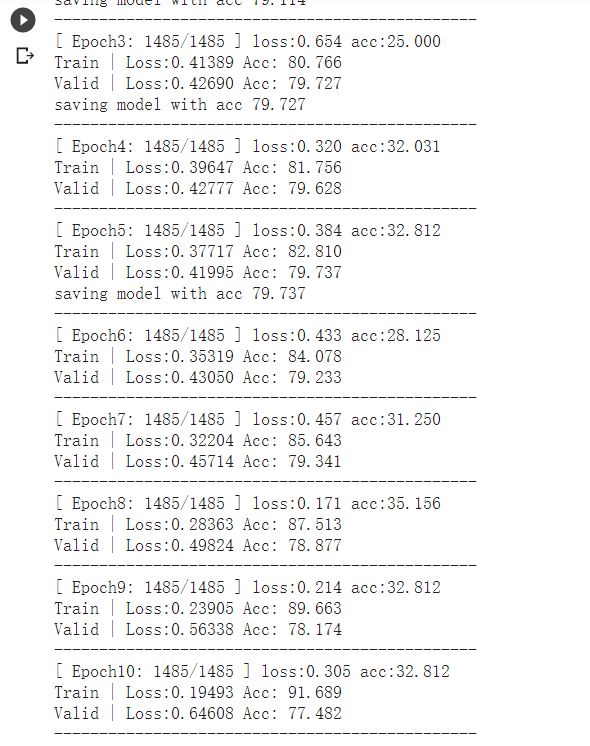 saving model with acc 79.114
-----------------------------------------------
[ Epoch3: 1485/1485 ] loss:0.654 acc:25.000
Train | Loss:0.41389 Acc: 80.766
Valid | Loss:0.42690 Acc: 79.727
saving model with acc 79.727
-----------------------------------------------
[ Epoch4: 1485/1485 ] loss:0.320 acc:32.031
Train | Loss:0.39647 Acc: 81.756
Valid | Loss:0.42777 Acc: 79.628
-----------------------------------------------
[ Epoch5: 1485/1485 ] loss:0.384 acc:32.812
Train | Loss:0.37717 Acc: 82.810
Valid | Loss:0.41995 Acc: 79.737
saving model with acc 79.737
-----------------------------------------------
[ Epoch6: 1485/1485 ] loss:0.433 acc:28.125
Train | Loss:0.35319 Acc: 84.078
Valid | Loss:0.43050 Acc: 79.233
-----------------------------------------------
[ Epoch7: 1485/1485 ] loss:0.457 acc:31.250
Train | Loss:0.32204 Acc: 85.643
Valid | Loss:0.45714 Acc: 79.341
-----------------------------------------------
[ Epoch8: 1485/1485 ] loss:0.171 acc:35.156
Train | Loss:0.28363 Acc: 87.513
Valid | Loss:0.49824 Acc: 78.877
-----------------------------------------------
[ Epoch9: 1485/1485 ] loss:0.214 acc:32.812
Train | Loss:0.23905 Acc: 89.663
Valid | Loss:0.56338 Acc: 78.174
-----------------------------------------------
[ Epoch10: 1485/1485 ] loss:0.305 acc:32.812
Train | Loss:0.19493 Acc: 91.689
Valid | Loss:0.64608 Acc: 77.482
-----------------------------------------------